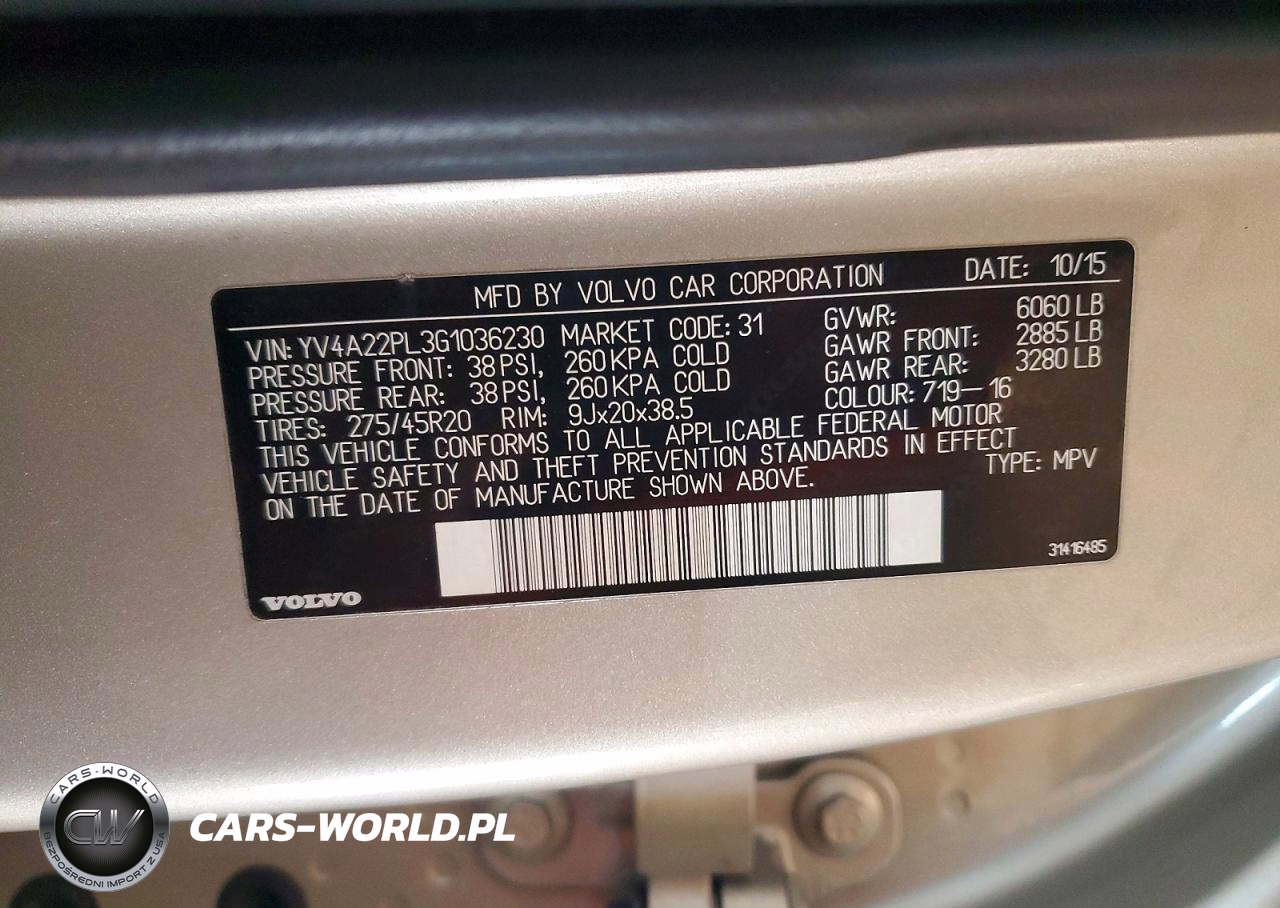 MFD BY VOLVO CAR CORPORATION DATE: 10/15
VIN: YV4A22PL3G1036230 MARKET CODE: 31 GVWR: 6060 LB
PRESSURE FRONT: 38 PSI, 260 KPA COLD GAWR FRONT: 2885 LB
PRESSURE REAR: 38 PSI, 260 KPA COLD GAWR REAR: 3280 LB
TIRES: 275/45R20 RIM: 9Jx20x38.5 COLOUR: 719-16
THIS VEHICLE CONFORMS TO ALL APPLICABLE FEDERAL MOTOR
VEHICLE SAFETY AND THEFT PREVENTION STANDARDS IN EFFECT
ON THE DATE OF MANUFACTURE SHOWN ABOVE. TYPE: MPV
31416485
VOLVO
CARS-WORLD
CW
BEZPOŚREDNI IMPORT Z USA
CARS-WORLD.PL